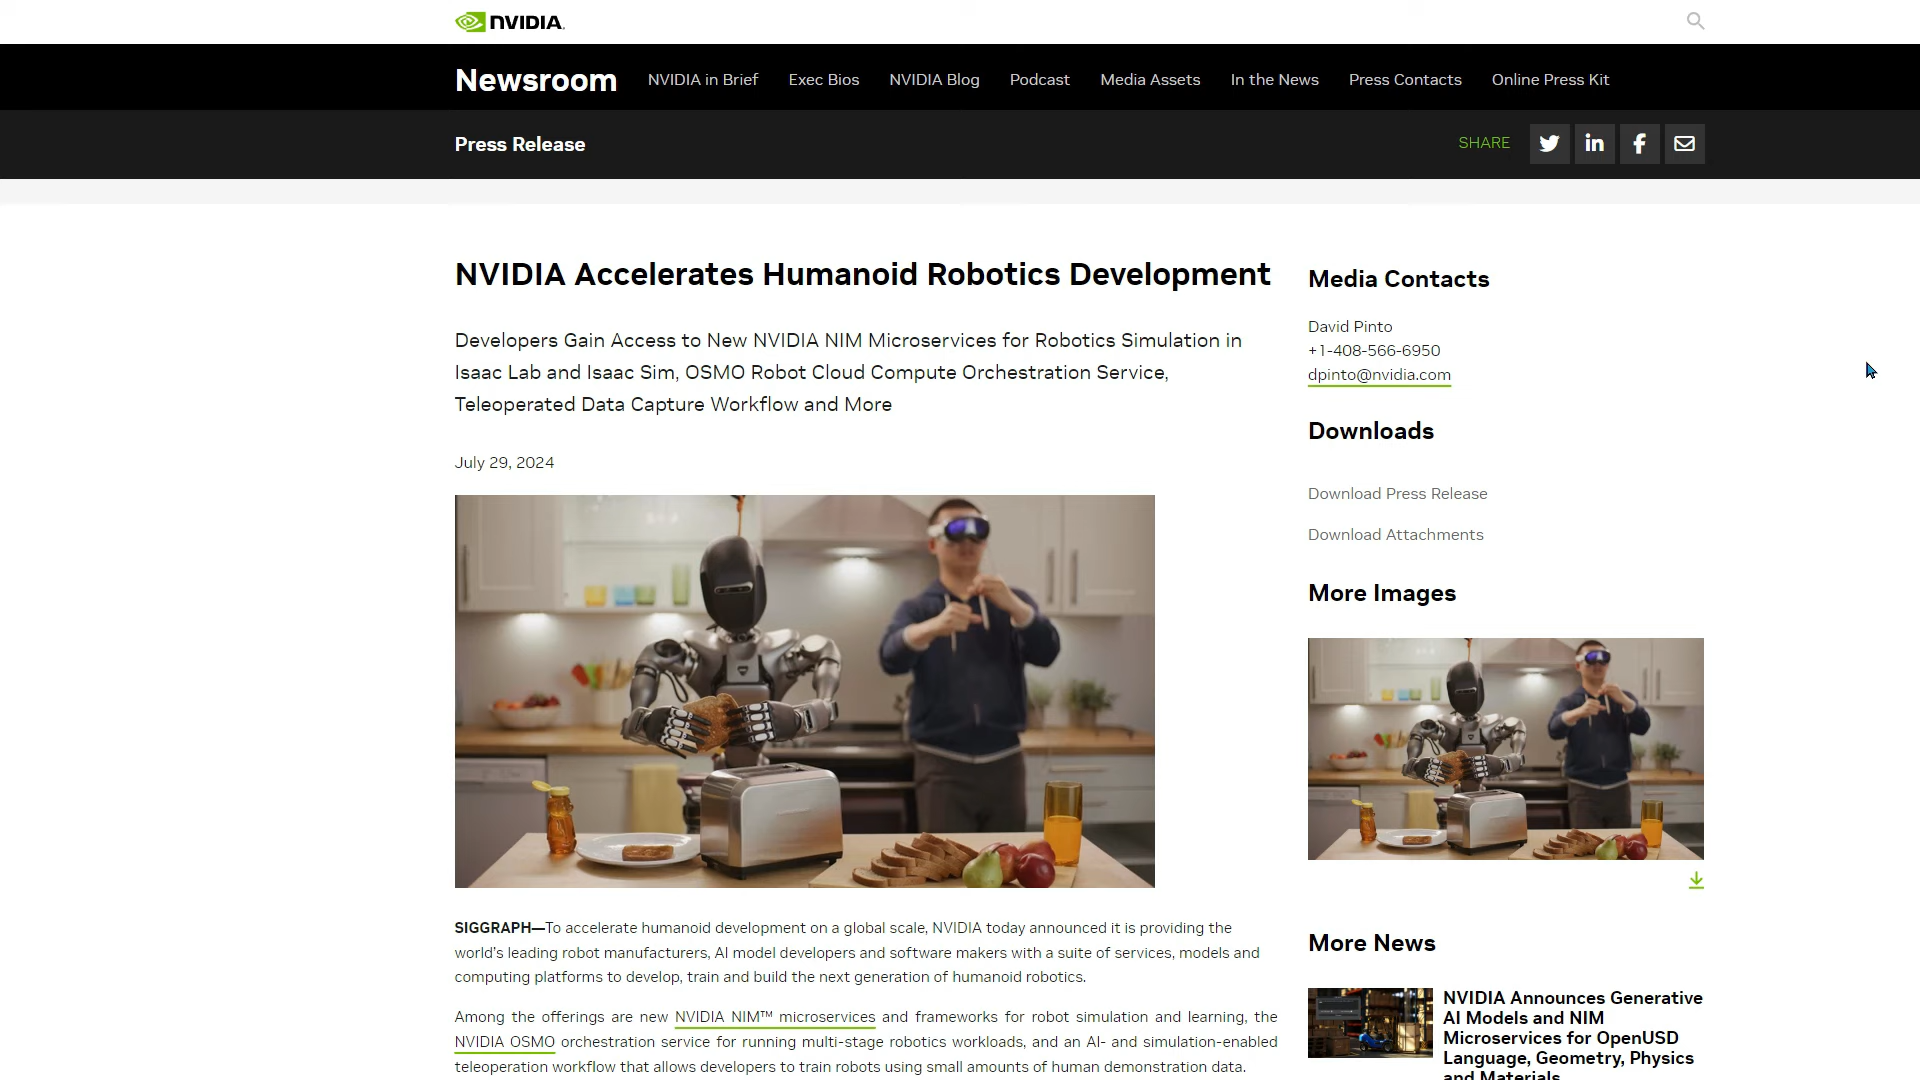 NVIDIA.
Newsroom
NVIDIA in Brief
Exec Bios
NVIDIA Blog
Podcast
Media Assets
In the News
Press Contacts
Online Press Kit
Press Release
SHARE
NVIDIA Accelerates Humanoid Robotics Development
Developers Gain Access to New NVIDIA NIM Microservices for Robotics Simulation in
Isaac Lab and Isaac Sim, OSMO Robot Cloud Compute Orchestration Service,
Teleoperated Data Capture Workflow and More
July 29, 2024
SIGGRAPH—To accelerate humanoid development on a global scale, NVIDIA today announced it is providing the
world’s leading robot manufacturers, AI model developers and software makers with a suite of services, models and
computing platforms to develop, train and build the next generation of humanoid robotics.
Among the offerings are new NVIDIA NIM™ microservices and frameworks for robot simulation and learning, the
NVIDIA OSMO orchestration service for running multi-stage robotics workloads, and an AI- and simulation-enabled
teleoperation workflow that allows developers to train robots using small amounts of human demonstration data.
Media Contacts
David Pinto
+1-408-566-6950
dpinto@nvidia.com
Downloads
Download Press Release
Download Attachments
More Images
More News
NVIDIA Announces Generative
AI Models and NIM
Microservices for OpenUSD
Language, Geometry, Physics
and Materials